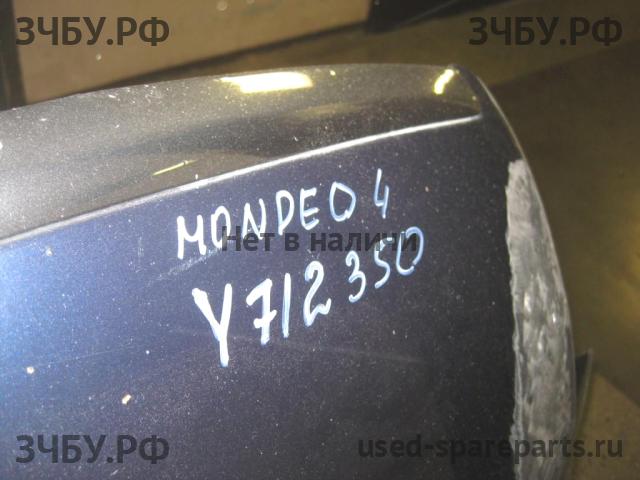 ЗЧБУ.РФ ЗЧБУ.РФ
MONDEO 4
Нет в наличии
Y712350
ЗЧБУ.РФ used-spareparts.ru